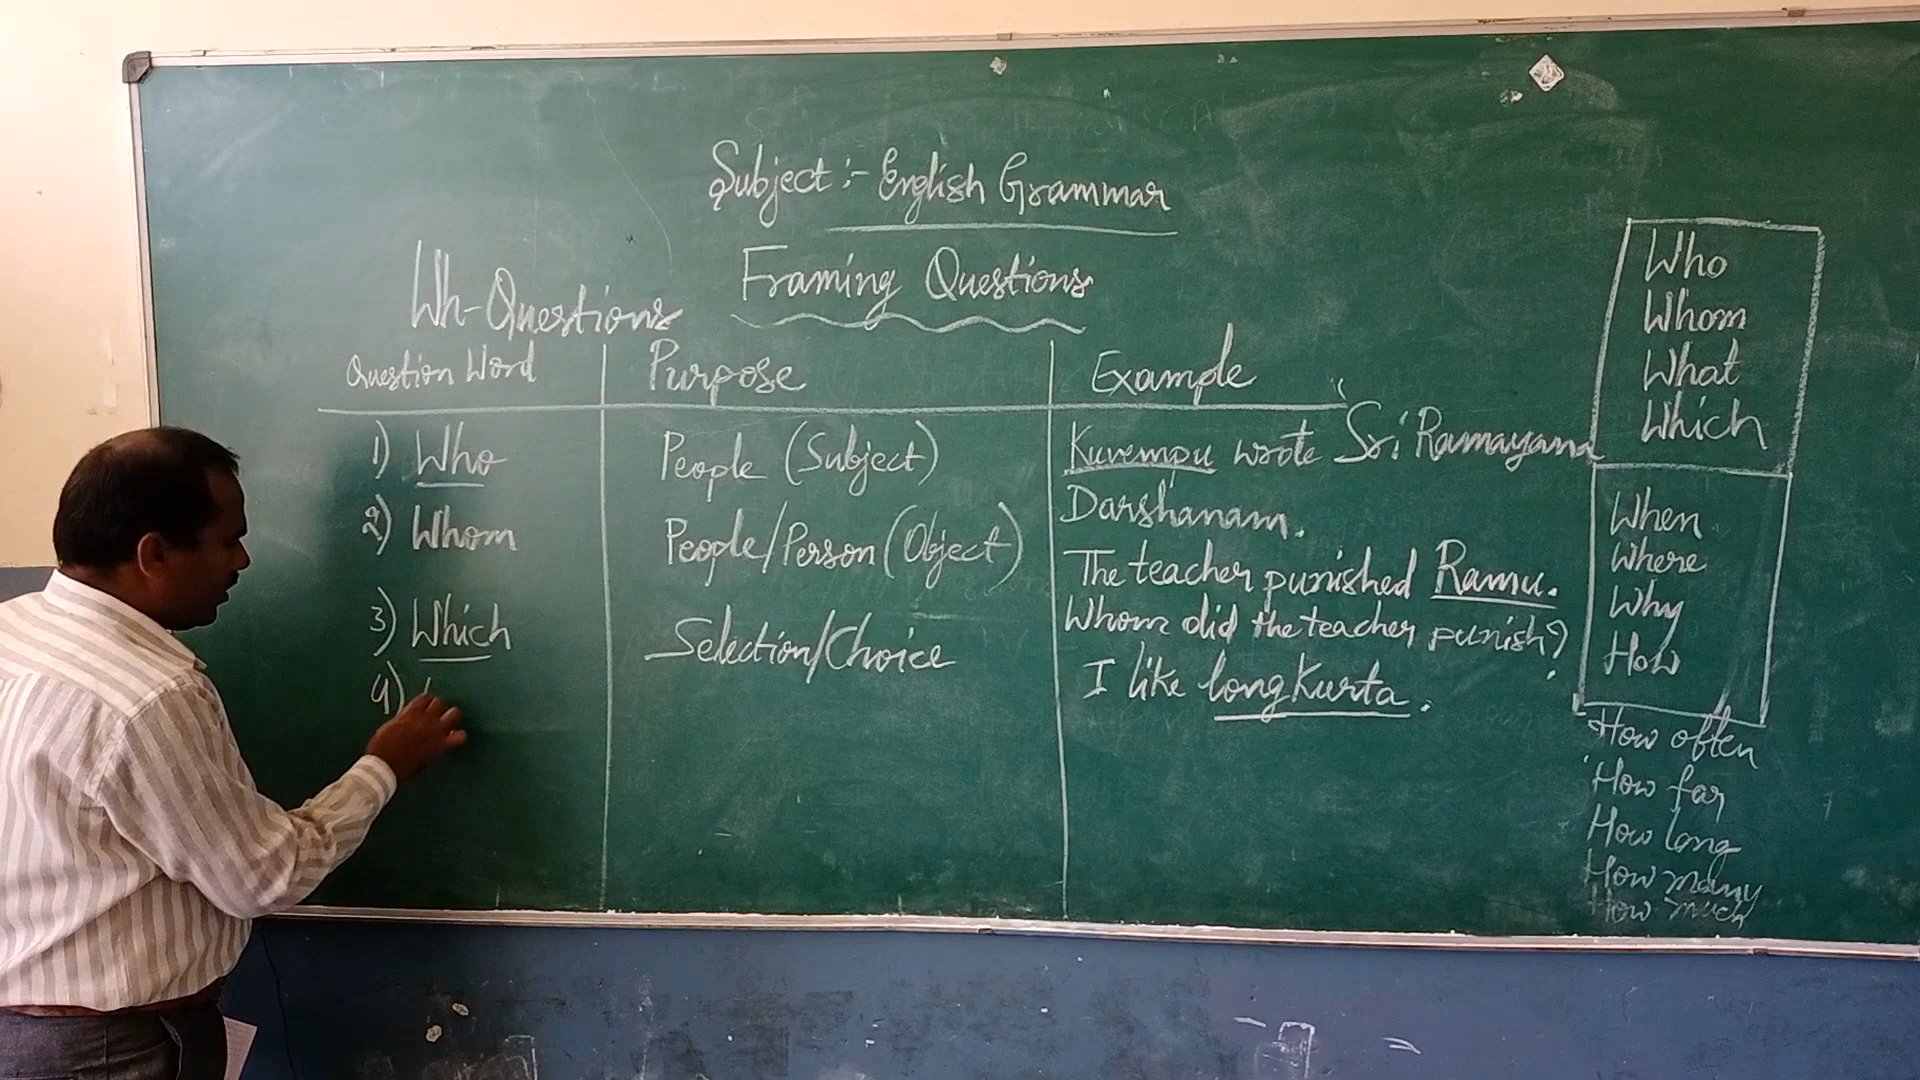 Subject :- English Grammar
Framing Questions
Wh-Questions
Question Word
Purpose
Example
1) Who
People (Subject)
Kuvempu wrote Sri Ramayana
Darshanam.
2) Whom
People/Person (Object)
The teacher punished Ramu.
Whom did the teacher punish?
3) Which
Selection/Choice
I like long Kurta.
4)
Who
Whom
What
Which
When
Where
Why
How
How often
How far
How long
How many
How much